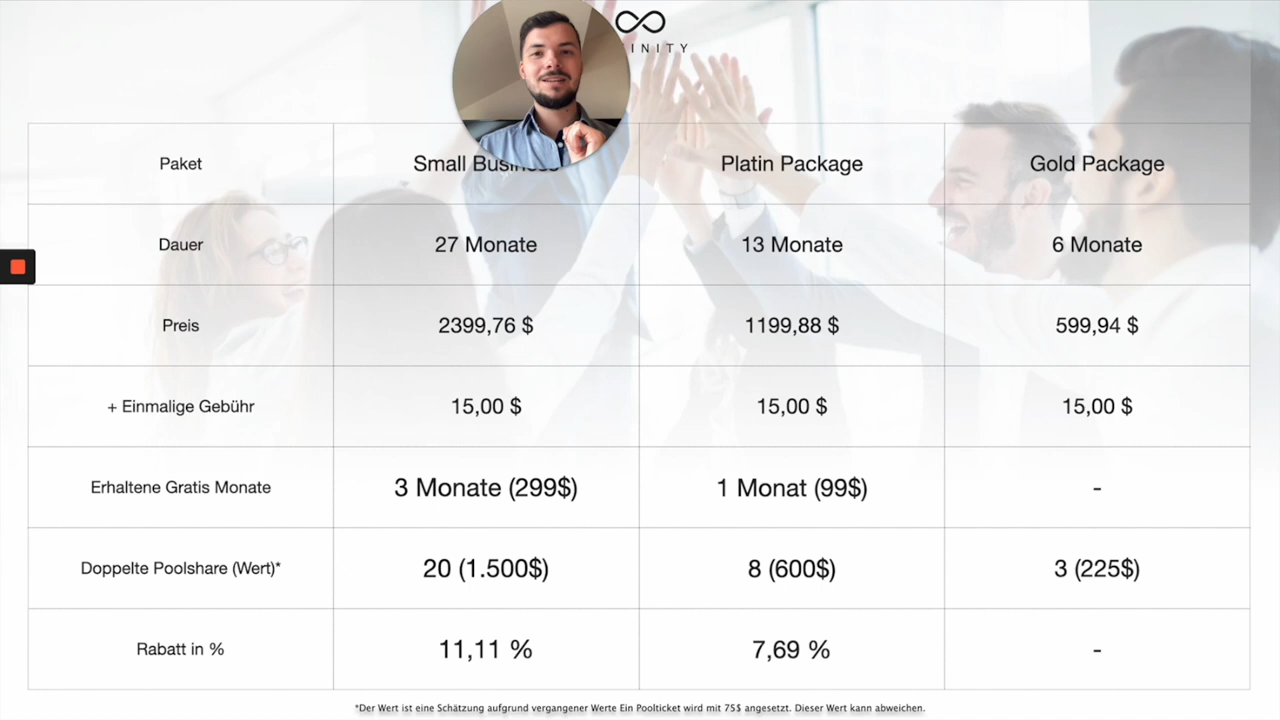 INITY
Paket Small Business Platin Package Gold Package
Dauer 27 Monate 13 Monate 6 Monate
Preis 2399,76 $ 1199,88 $ 599,94 $
+ Einmalige Gebühr 15,00 $ 15,00 $ 15,00 $
Erhaltene Gratis Monate 3 Monate (299$) 1 Monat (99$) -
Doppelte Poolshare (Wert)* 20 (1.500$) 8 (600$) 3 (225$)
Rabatt in % 11,11 % 7,69 % -
*Der Wert ist eine Schätzung aufgrund vergangener Werte Ein Poolticket wird mit 75$ angesetzt. Dieser Wert kann abweichen.